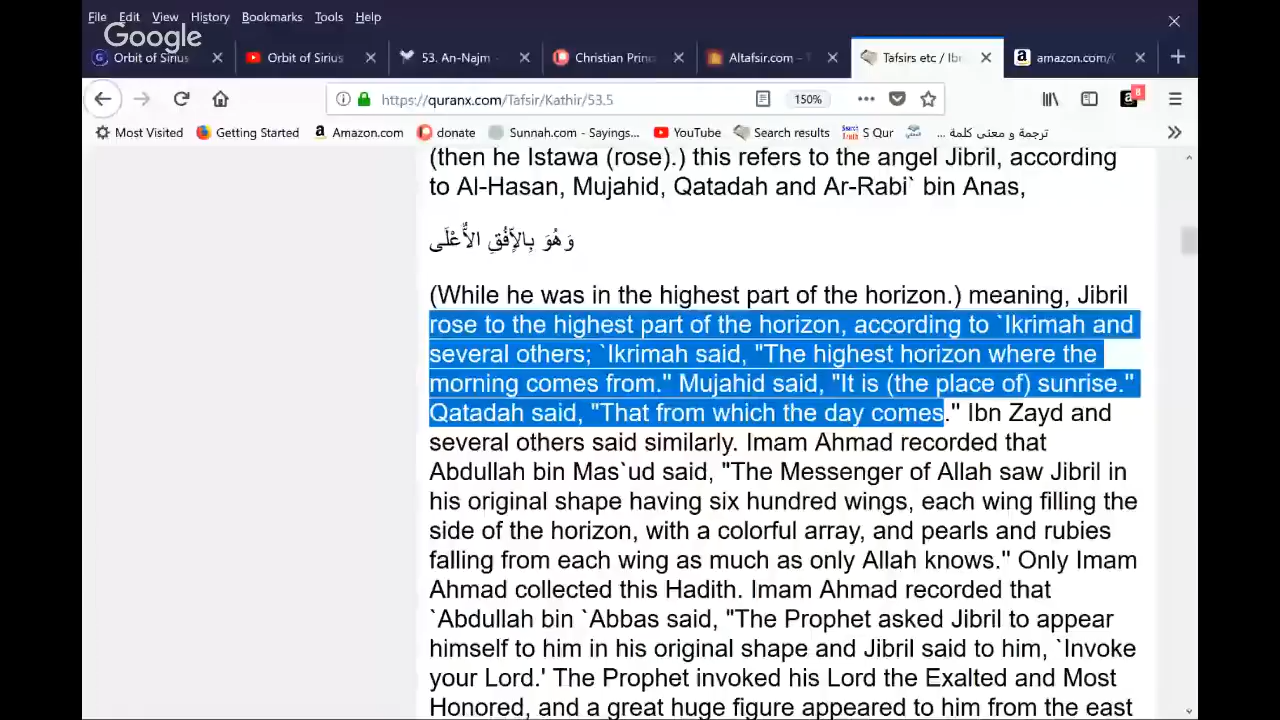 File Edit View History Bookmarks Tools Help
Google
Orbit of Sirius
Orbit of Sirius
53. An-Najm
Christian Princ
Altafsir.com –
Tafsirs etc / Ib
amazon.com/
https://quranx.com/Tafsir/Kathir/53.5
150%
8
Most Visited Getting Started Amazon.com donate Sunnah.com - Sayings... YouTube Search results S Qur ترجمة و معنى كلمة ...
(then he Istawa (rose).) this refers to the angel Jibril, according
to Al-Hasan, Mujahid, Qatadah and Ar-Rabi` bin Anas,
وَهُوَ بِالاٌّفُقِ الاٌّعْلَى
(While he was in the highest part of the horizon.) meaning, Jibril
rose to the highest part of the horizon, according to `Ikrimah and
several others; `Ikrimah said, "The highest horizon where the
morning comes from." Mujahid said, "It is (the place of) sunrise."
Qatadah said, "That from which the day comes." Ibn Zayd and
several others said similarly. Imam Ahmad recorded that
Abdullah bin Mas`ud said, "The Messenger of Allah saw Jibril in
his original shape having six hundred wings, each wing filling the
side of the horizon, with a colorful array, and pearls and rubies
falling from each wing as much as only Allah knows." Only Imam
Ahmad collected this Hadith. Imam Ahmad recorded that
`Abdullah bin `Abbas said, "The Prophet asked Jibril to appear
himself to him in his original shape and Jibril said to him, `Invoke
your Lord.' The Prophet invoked his Lord the Exalted and Most
Honored, and a great huge figure appeared to him from the east